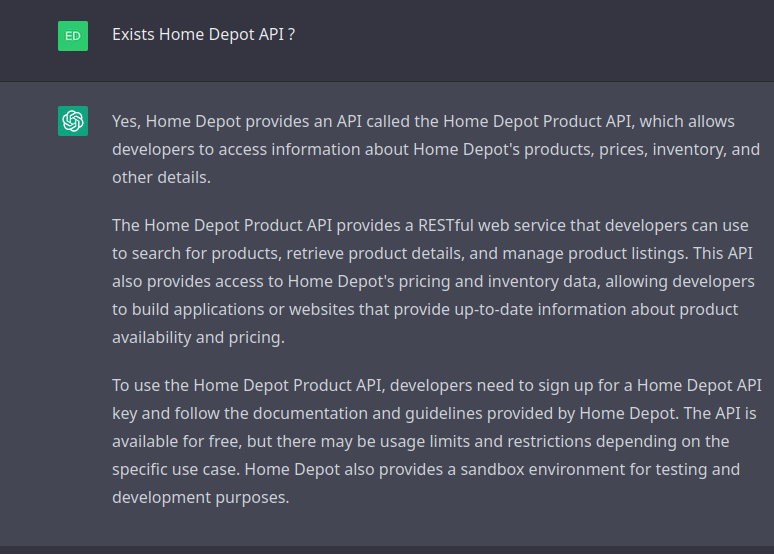 ED
Exists Home Depot API ?
Yes, Home Depot provides an API called the Home Depot Product API, which allows
developers to access information about Home Depot's products, prices, inventory, and
other details.
The Home Depot Product API provides a RESTful web service that developers can use
to search for products, retrieve product details, and manage product listings. This API
also provides access to Home Depot's pricing and inventory data, allowing developers
to build applications or websites that provide up-to-date information about product
availability and pricing.
To use the Home Depot Product API, developers need to sign up for a Home Depot API
key and follow the documentation and guidelines provided by Home Depot. The API is
available for free, but there may be usage limits and restrictions depending on the
specific use case. Home Depot also provides a sandbox environment for testing and
development purposes.